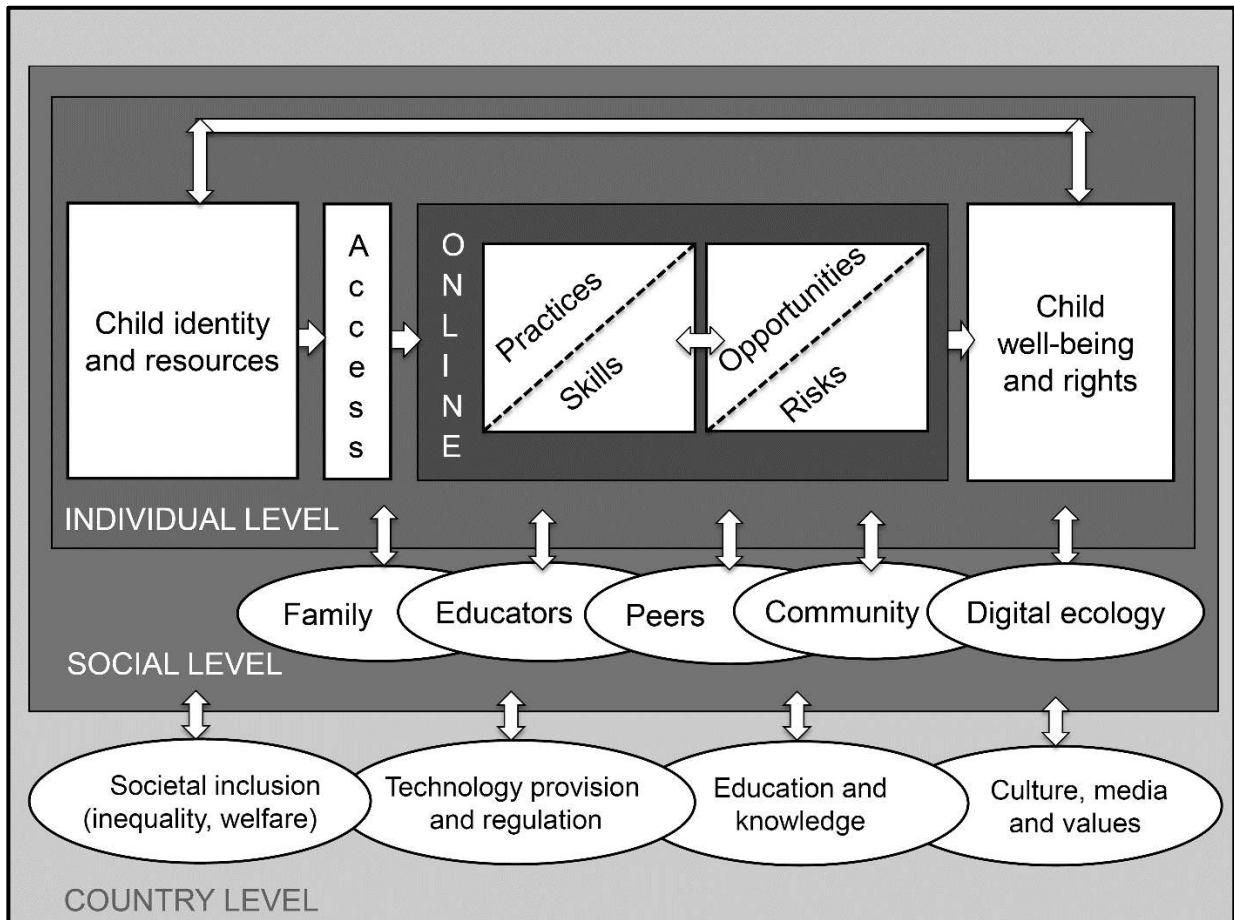 Child identity
and resources
Access
ONLINE
Practices
Skills
Opportunities
Risks
Child
well-being
and rights
INDIVIDUAL LEVEL
Family
Educators
Peers
Community
Digital ecology
SOCIAL LEVEL
Societal inclusion
(inequality, welfare)
Technology provision
and regulation
Education and
knowledge
Culture, media
and values
COUNTRY LEVEL